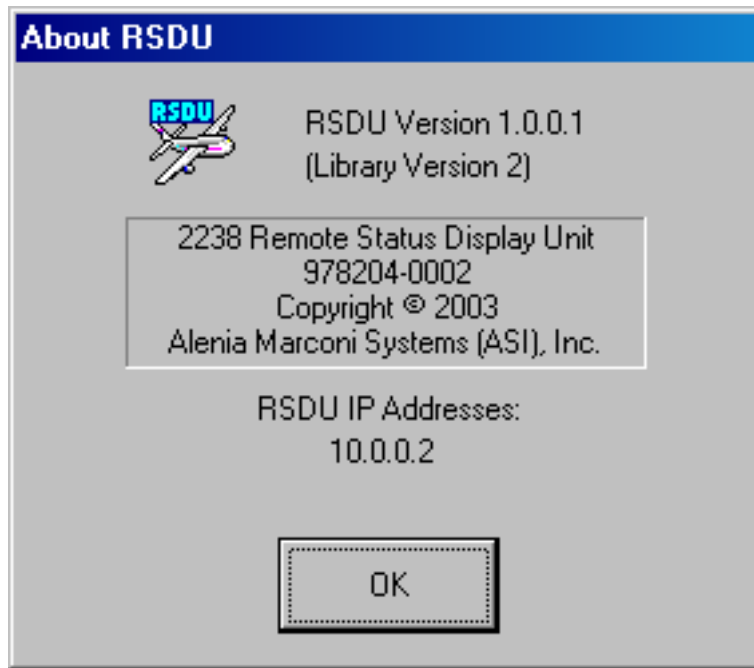 About RSDU
RSDU
RSDU Version 1.0.0.1
(Library Version 2)
2238 Remote Status Display Unit
978204-0002
Copyright © 2003
Alenia Marconi Systems (ASI), Inc.
RSDU IP Addresses:
10.0.0.2
OK